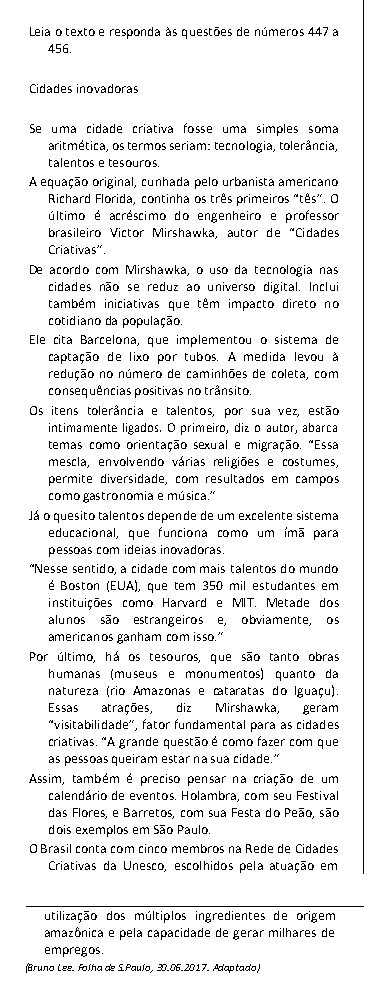 Leia o texto e responda às questões de números 447 a
456.
Cidades inovadoras
Se uma cidade criativa fosse uma simples soma
aritmética, os termos seriam: tecnologia, tolerância,
talentos e tesouros.
A equação original, cunhada pelo urbanista americano
Richard Florida, continha os três primeiros “tês”. O
último é acréscimo do engenheiro e professor
brasileiro Victor Mirshawka, autor de “Cidades
Criativas”.
De acordo com Mirshawka, o uso da tecnologia nas
cidades não se reduz ao universo digital. Inclui
também iniciativas que têm impacto direto no
cotidiano da população.
Ele cita Barcelona, que implementou o sistema de
captação de lixo por tubos. A medida levou à
redução no número de caminhões de coleta, com
consequências positivas no trânsito.
Os itens tolerância e talentos, por sua vez, estão
intimamente ligados. O primeiro, diz o autor, abarca
temas como orientação sexual e migração. “Essa
mescla, envolvendo várias religiões e costumes,
permite diversidade, com resultados em campos
como gastronomia e música.”
Já o quesito talentos depende de um excelente sistema
educacional, que funciona como um ímã para
pessoas com ideias inovadoras.
“Nesse sentido, a cidade com mais talentos do mundo
é Boston (EUA), que tem 350 mil estudantes em
instituições como Harvard e MIT. Metade dos
alunos são estrangeiros e, obviamente, os
americanos ganham com isso.”
Por último, há os tesouros, que são tanto obras
humanas (museus e monumentos) quanto da
natureza (rio Amazonas e cataratas do Iguaçu).
Essas atrações, diz Mirshawka, geram
“visitabilidade”, fator fundamental para as cidades
criativas. “A grande questão é como fazer com que
as pessoas queiram estar na sua cidade.”
Assim, também é preciso pensar na criação de um
calendário de eventos. Holambra, com seu Festival
das Flores, e Barretos, com sua Festa do Peão, são
dois exemplos em São Paulo.
O Brasil conta com cinco membros na Rede de Cidades
Criativas da Unesco, escolhidos pela atuação em
utilização dos múltiplos ingredientes de origem
amazônica e pela capacidade de gerar milhares de
empregos.
(Bruno Lee. Folha de S.Paulo, 30.06.2017. Adaptado)